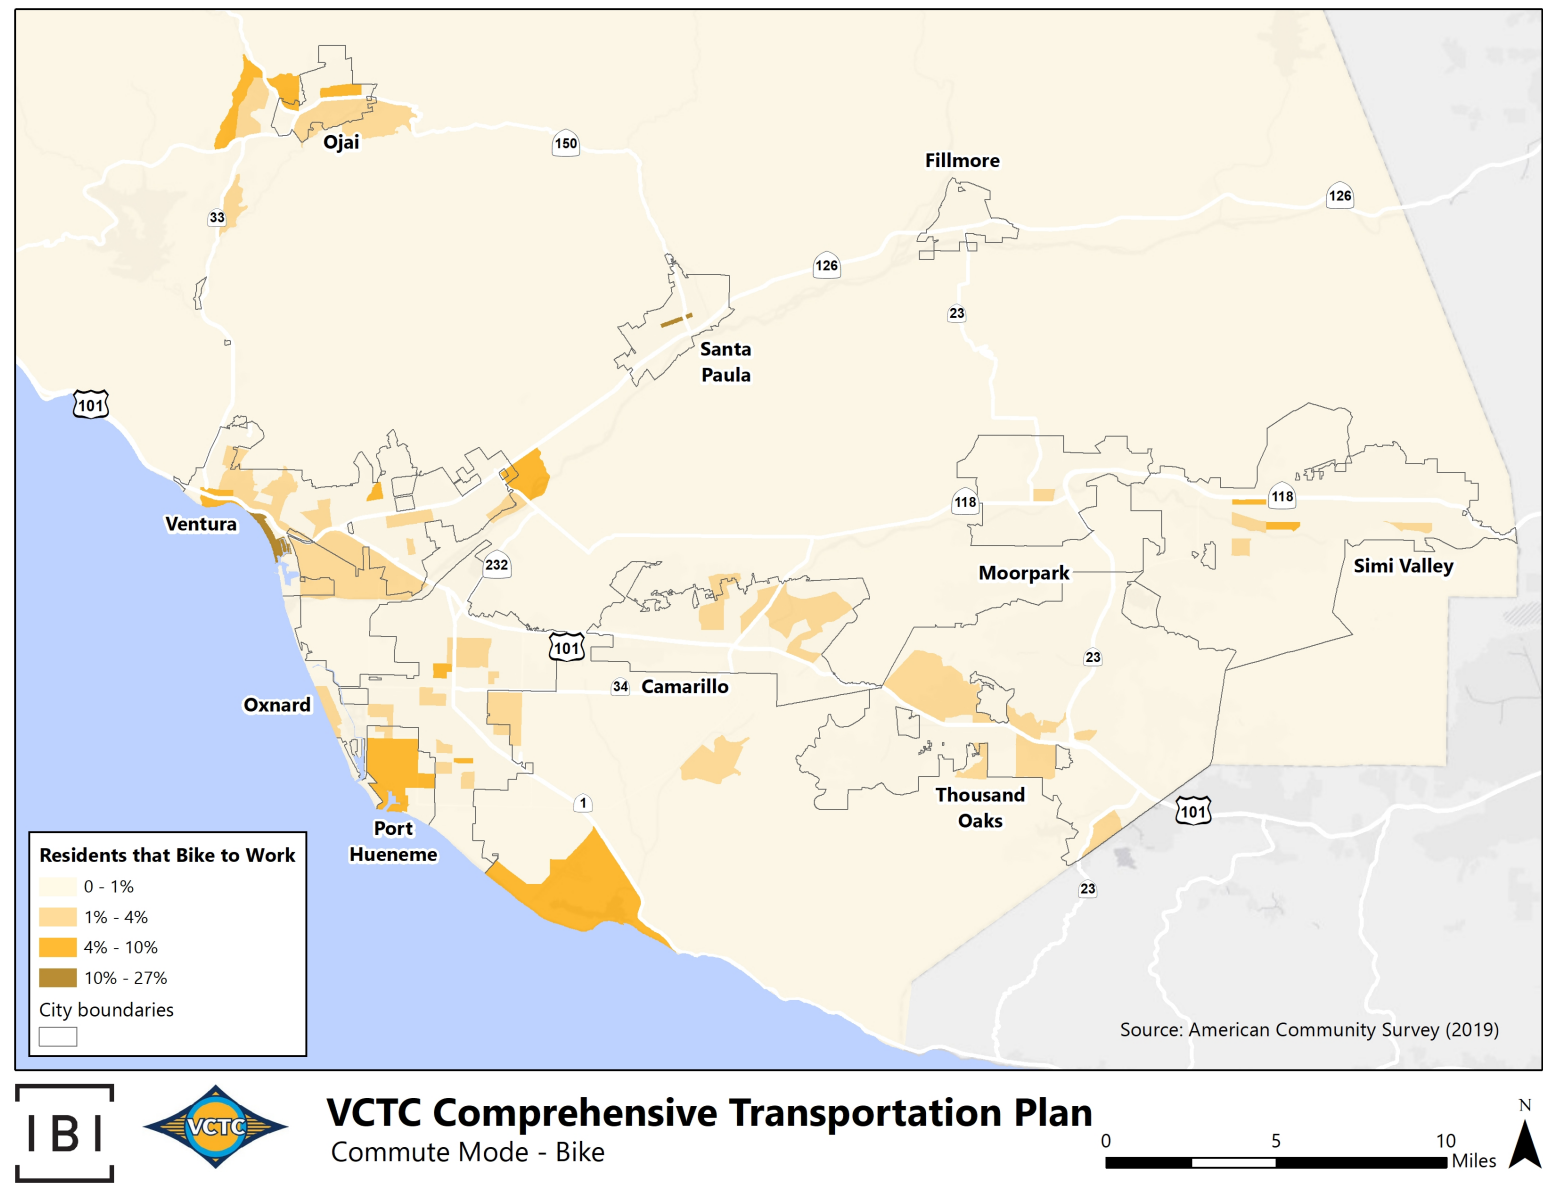 Ojai
150
Fillmore
126
33
126
23
Santa
Paula
101
118
118
Ventura
232
Moorpark
Simi Valley
101
23
34
Camarillo
Oxnard
1
Thousand
Oaks
101
Port
Hueneme
23
Residents that Bike to Work
0 - 1%
1% - 4%
4% - 10%
10% - 27%
City boundaries
Source: American Community Survey (2019)
IBI
VCTC
VCTC Comprehensive Transportation Plan
Commute Mode - Bike
0 5 10
Miles
N